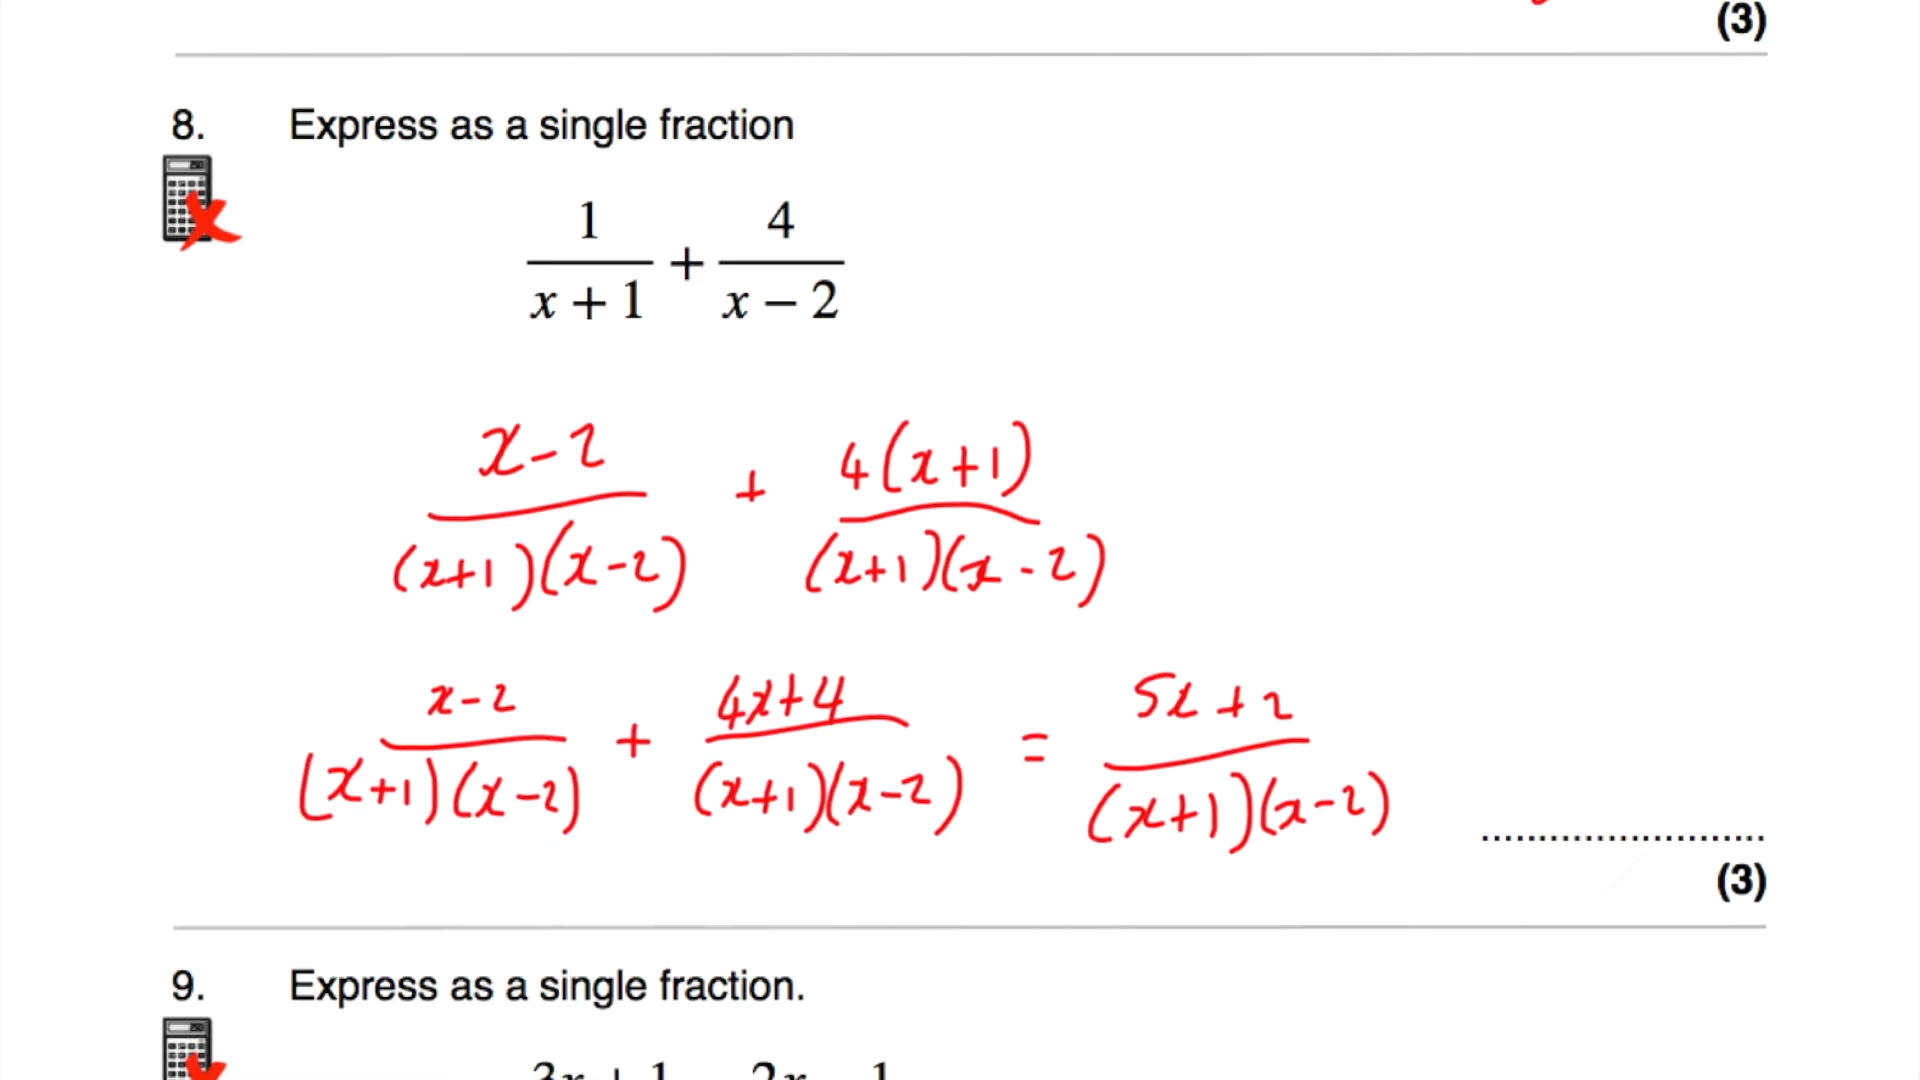 (3)
8. Express as a single fraction
1/(x + 1) + 4/(x − 2)
x-2/(x+1)(x-2) + 4(x+1)/(x+1)(x-2)
x-2/(x+1)(x-2) + 4x+4/(x+1)(x-2) = 5x+2/(x+1)(x-2)
(3)
9. Express as a single fraction.